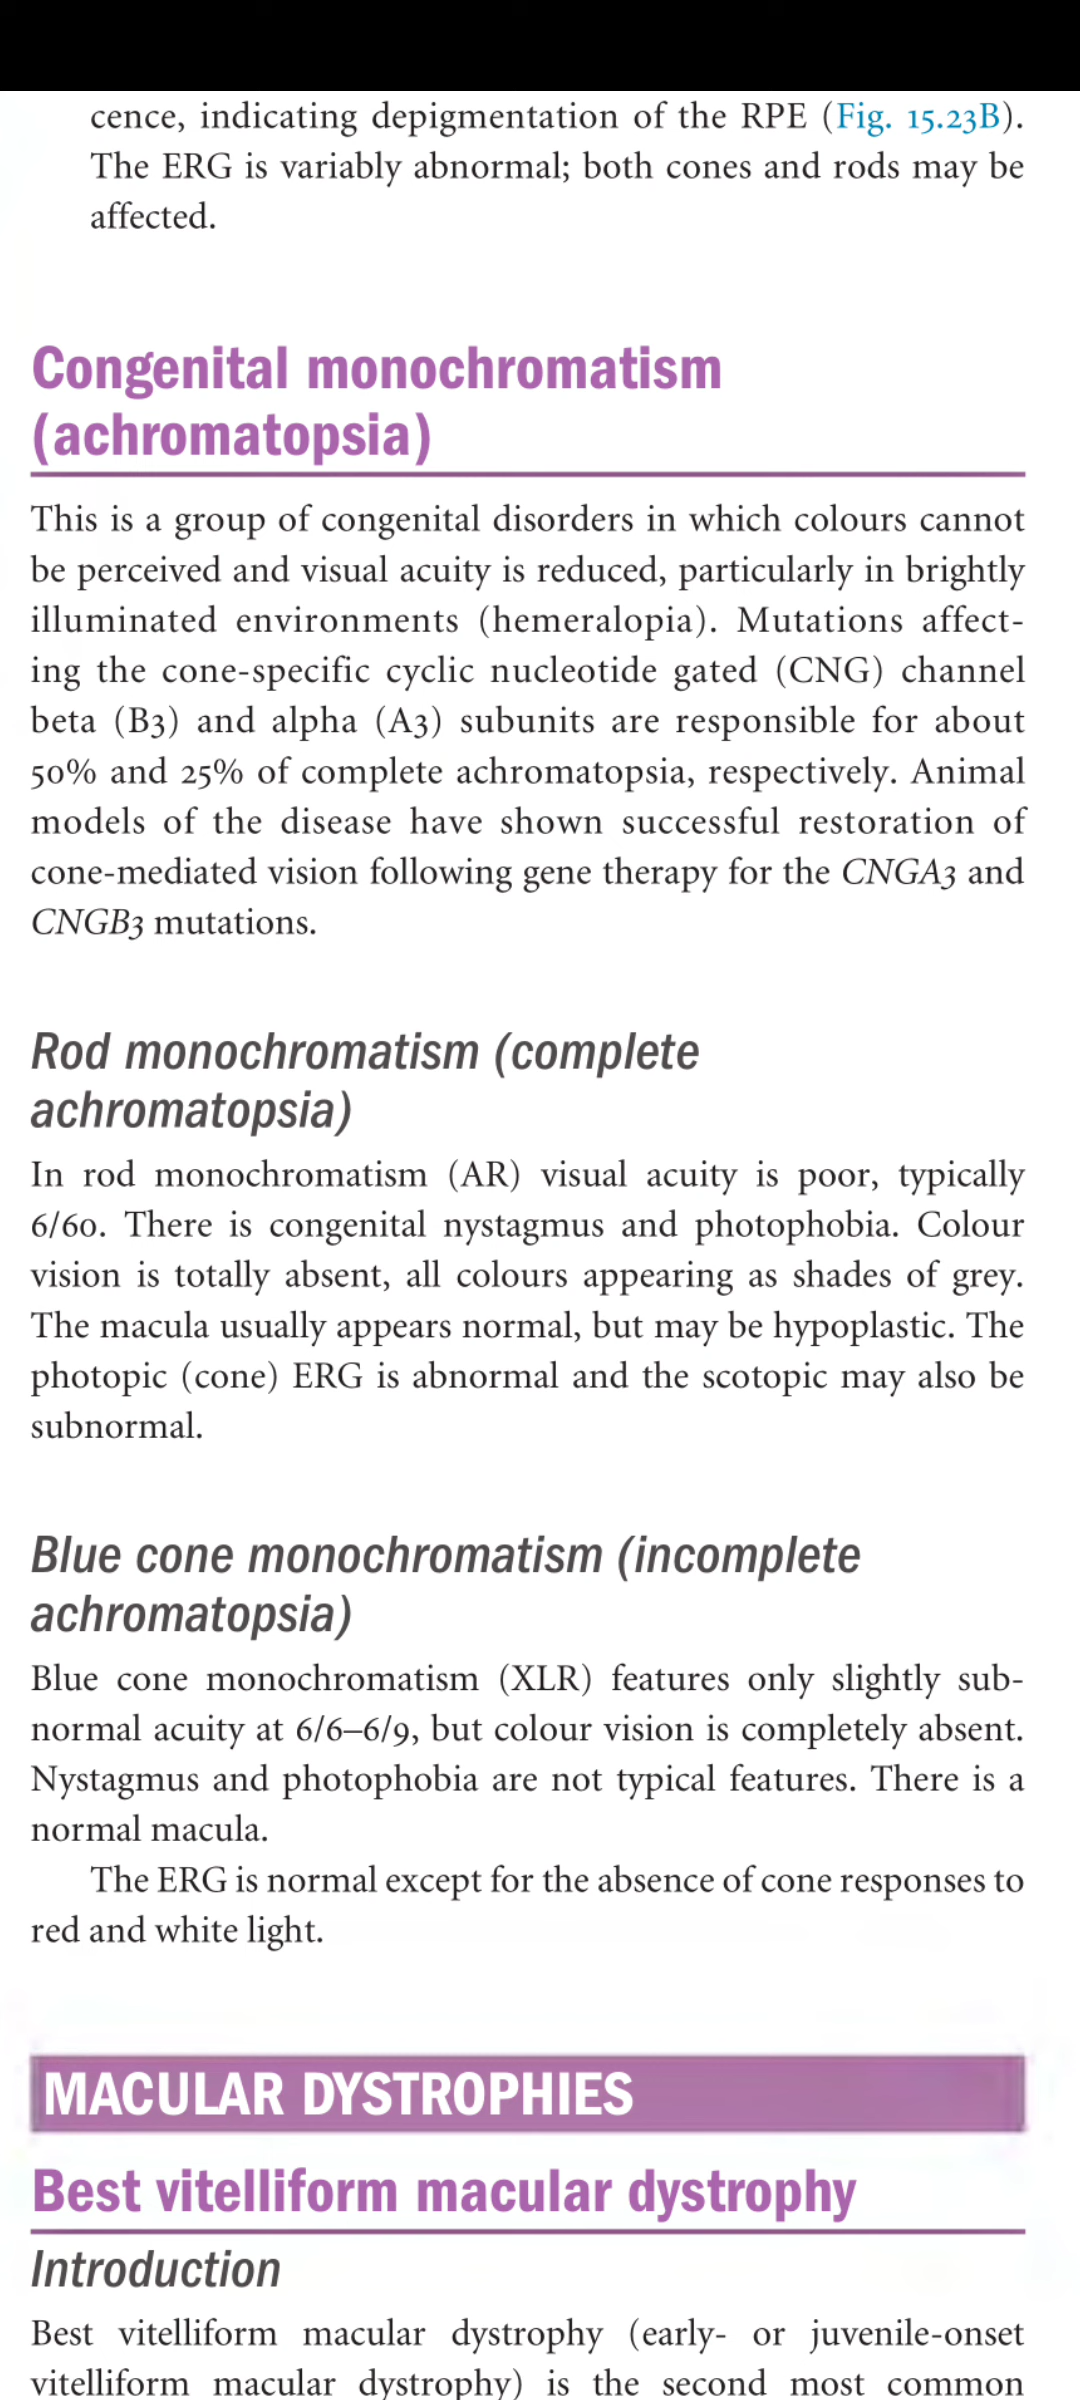 cence, indicating depigmentation of the RPE (Fig. 15.23B).
The ERG is variably abnormal; both cones and rods may be
affected.
Congenital monochromatism
(achromatopsia)
This is a group of congenital disorders in which colours cannot
be perceived and visual acuity is reduced, particularly in brightly
illuminated environments (hemeralopia). Mutations affect-
ing the cone-specific cyclic nucleotide gated (CNG) channel
beta (B3) and alpha (A3) subunits are responsible for about
50% and 25% of complete achromatopsia, respectively. Animal
models of the disease have shown successful restoration of
cone-mediated vision following gene therapy for the CNGA3 and
CNGB3 mutations.
Rod monochromatism (complete
achromatopsia)
In rod monochromatism (AR) visual acuity is poor, typically
6/60. There is congenital nystagmus and photophobia. Colour
vision is totally absent, all colours appearing as shades of grey.
The macula usually appears normal, but may be hypoplastic. The
photopic (cone) ERG is abnormal and the scotopic may also be
subnormal.
Blue cone monochromatism (incomplete
achromatopsia)
Blue cone monochromatism (XLR) features only slightly sub-
normal acuity at 6/6–6/9, but colour vision is completely absent.
Nystagmus and photophobia are not typical features. There is a
normal macula.
The ERG is normal except for the absence of cone responses to
red and white light.
MACULAR DYSTROPHIES
Best vitelliform macular dystrophy
Introduction
Best vitelliform macular dystrophy (early- or juvenile-onset
vitelliform macular dystrophy) is the second most common